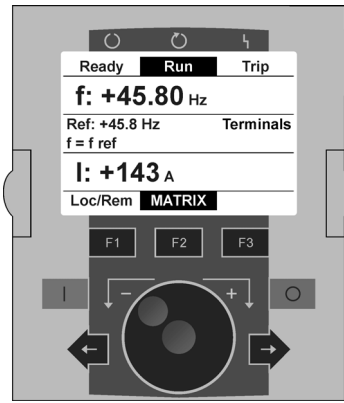 Ready Run Trip
f: +45.80 Hz
Ref: +45.8 Hz Terminals
f = f ref
I: +143 A
Loc/Rem MATRIX
F1 F2 F3
I - + O